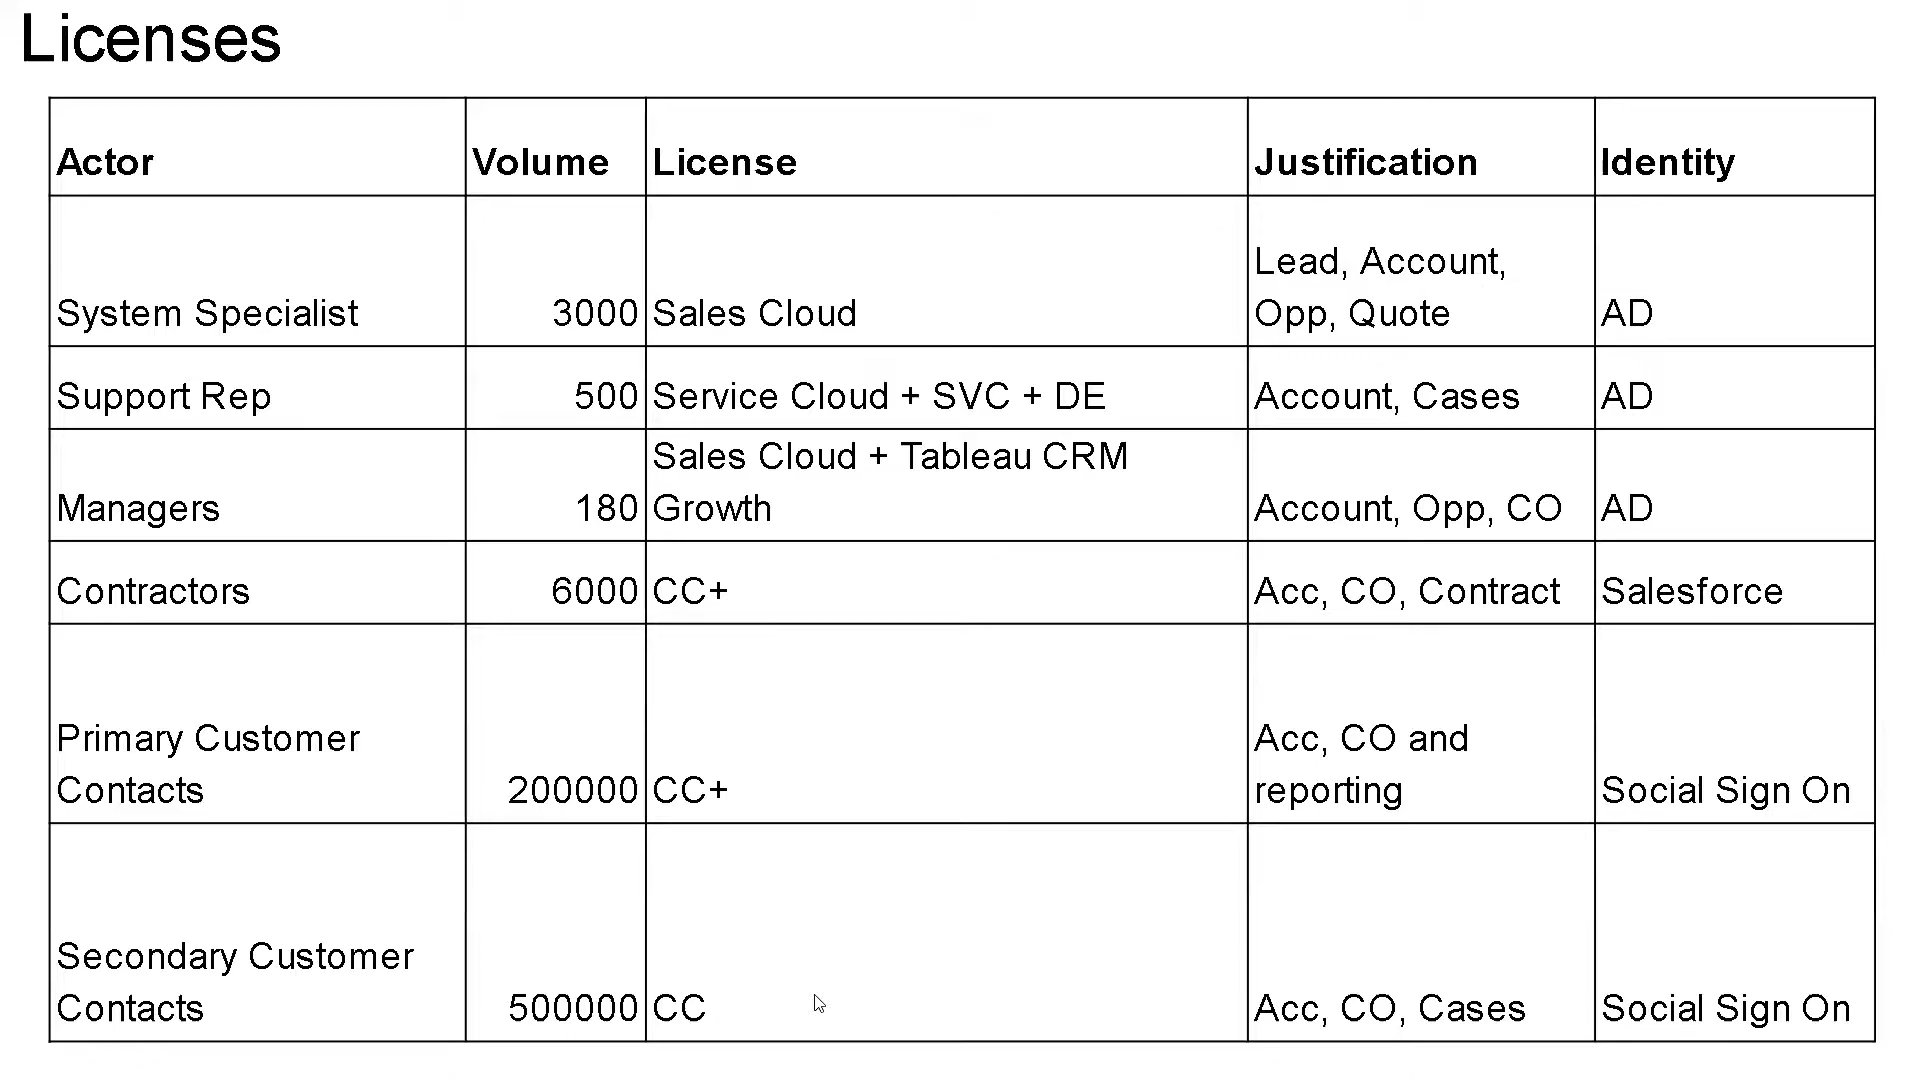 Licenses
Actor Volume License Justification Identity
Lead, Account,
System Specialist 3000 Sales Cloud Opp, Quote AD
Support Rep 500 Service Cloud + SVC + DE Account, Cases AD
Sales Cloud + Tableau CRM
Managers 180 Growth Account, Opp, CO AD
Contractors 6000 CC+ Acc, CO, Contract Salesforce
Primary Customer Acc, CO and
Contacts 200000 CC+ reporting Social Sign On
Secondary Customer
Contacts 500000 CC Acc, CO, Cases Social Sign On